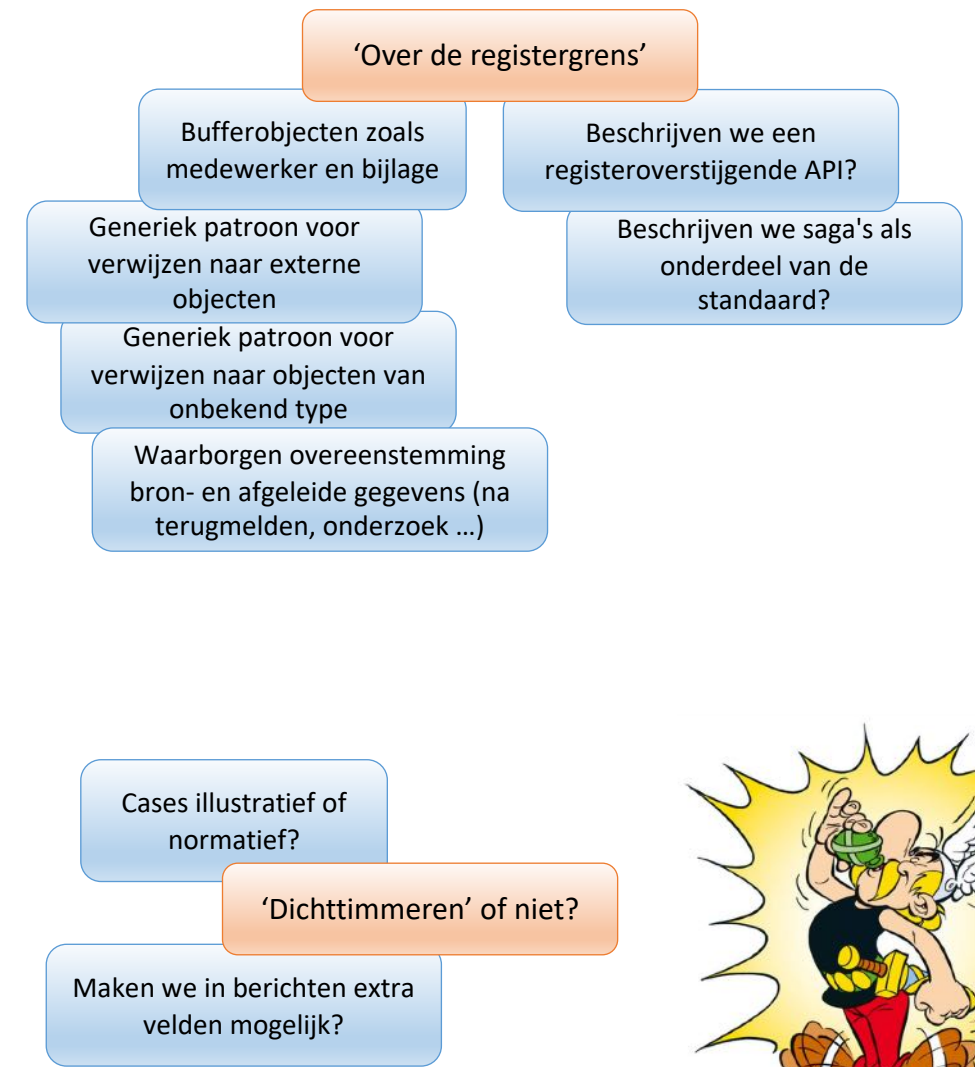 ‘Over de registergrens’
Bufferobjecten zoals
medewerker en bijlage
Generiek patroon voor
verwijzen naar externe
objecten
Generiek patroon voor
verwijzen naar objecten van
onbekend type
Waarborgen overeenstemming
bron- en afgeleide gegevens (na
terugmelden, onderzoek …)
Beschrijven we een
registeroverstijgende API?
Beschrijven we saga's als
onderdeel van de
standaard?
Cases illustratief of
normatief?
‘Dichttimmeren’ of niet?
Maken we in berichten extra
velden mogelijk?